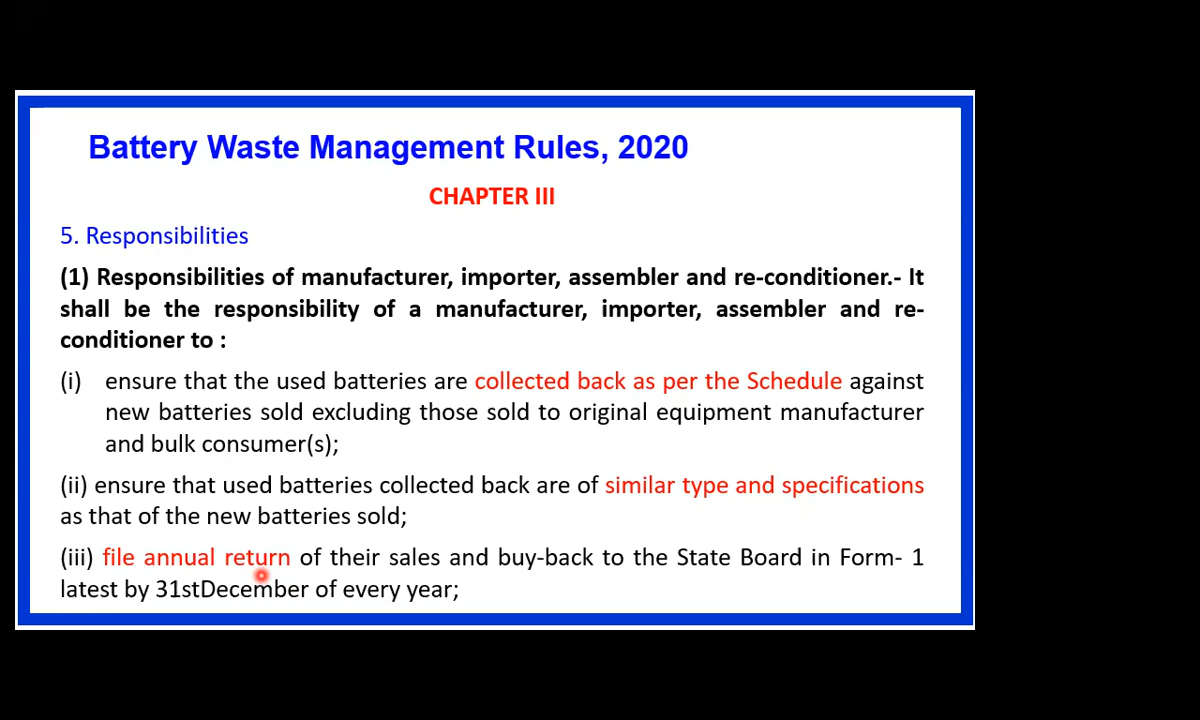 Battery Waste Management Rules, 2020
CHAPTER III
5. Responsibilities
(1) Responsibilities of manufacturer, importer, assembler and re-conditioner.- It
shall be the responsibility of a manufacturer, importer, assembler and re-
conditioner to :
(i) ensure that the used batteries are collected back as per the Schedule against
new batteries sold excluding those sold to original equipment manufacturer
and bulk consumer(s);
(ii) ensure that used batteries collected back are of similar type and specifications
as that of the new batteries sold;
(iii) file annual return of their sales and buy-back to the State Board in Form- 1
latest by 31stDecember of every year;